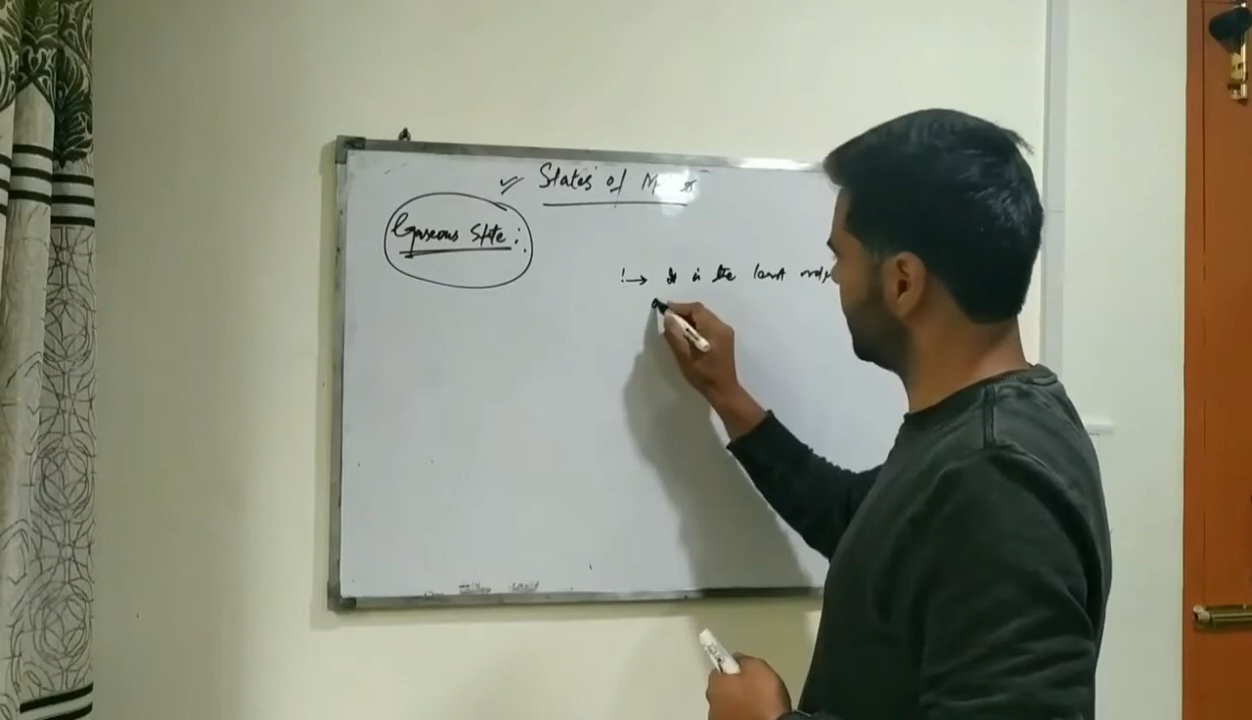 States of
Gaseous State :
!→ It is the least